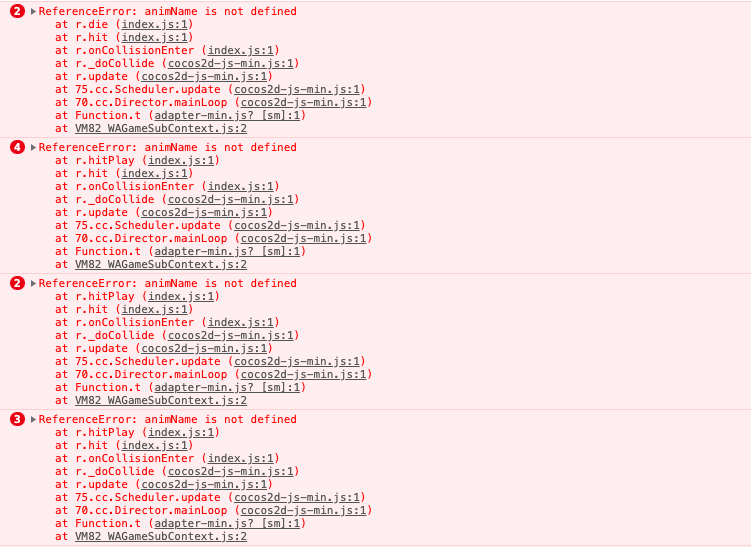 2 ▶ReferenceError: animName is not defined
at r.die (index.js:1)
at r.hit (index.js:1)
at r.onCollisionEnter (index.js:1)
at r._doCollide (cocos2d-js-min.js:1)
at r.update (cocos2d-js-min.js:1)
at 75.cc.Scheduler.update (cocos2d-js-min.js:1)
at 70.cc.Director.mainLoop (cocos2d-js-min.js:1)
at Function.t (adapter-min.js? [sm]:1)
at VM82 WAGameSubContext.js:2
4 ▶ReferenceError: animName is not defined
at r.hitPlay (index.js:1)
at r.hit (index.js:1)
at r.onCollisionEnter (index.js:1)
at r._doCollide (cocos2d-js-min.js:1)
at r.update (cocos2d-js-min.js:1)
at 75.cc.Scheduler.update (cocos2d-js-min.js:1)
at 70.cc.Director.mainLoop (cocos2d-js-min.js:1)
at Function.t (adapter-min.js? [sm]:1)
at VM82 WAGameSubContext.js:2
2 ▶ReferenceError: animName is not defined
at r.hitPlay (index.js:1)
at r.hit (index.js:1)
at r.onCollisionEnter (index.js:1)
at r._doCollide (cocos2d-js-min.js:1)
at r.update (cocos2d-js-min.js:1)
at 75.cc.Scheduler.update (cocos2d-js-min.js:1)
at 70.cc.Director.mainLoop (cocos2d-js-min.js:1)
at Function.t (adapter-min.js? [sm]:1)
at VM82 WAGameSubContext.js:2
3 ▶ReferenceError: animName is not defined
at r.hitPlay (index.js:1)
at r.hit (index.js:1)
at r.onCollisionEnter (index.js:1)
at r._doCollide (cocos2d-js-min.js:1)
at r.update (cocos2d-js-min.js:1)
at 75.cc.Scheduler.update (cocos2d-js-min.js:1)
at 70.cc.Director.mainLoop (cocos2d-js-min.js:1)
at Function.t (adapter-min.js? [sm]:1)
at VM82 WAGameSubContext.js:2